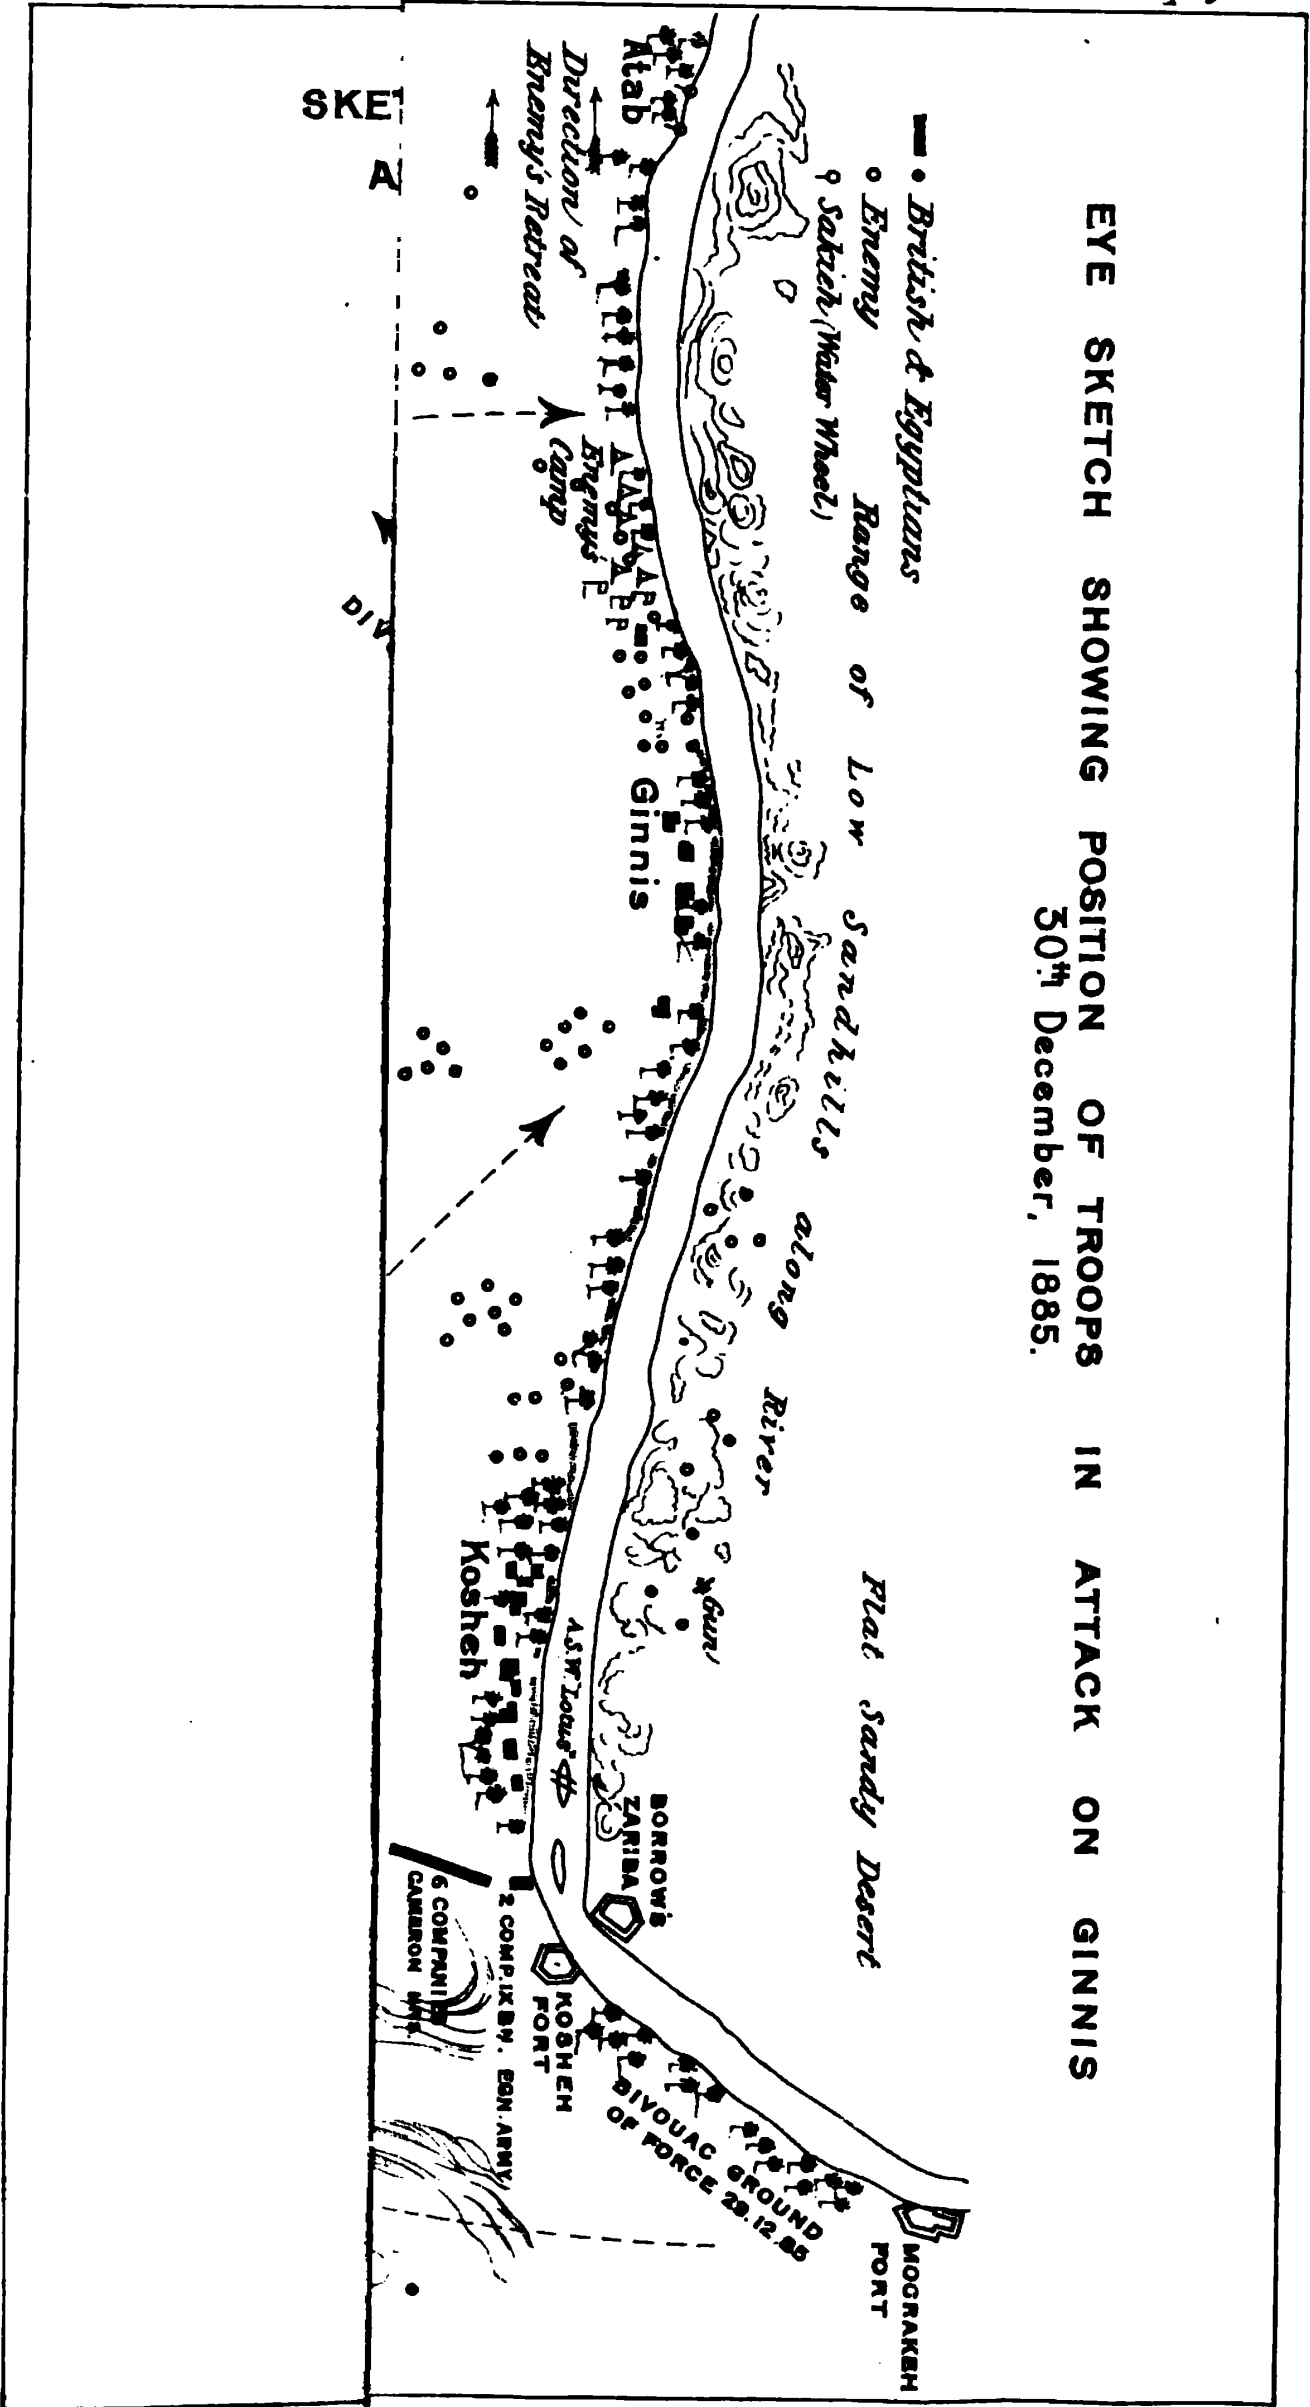 EYE SKETCH SHOWING POSITION OF TROOPS IN ATTACK ON GINNIS
30th December, 1885.
British & Egyptians
Enemy
Sakieh (Water Wheel)
Range of Low Sandhills along River
Flat Sandy Desert
Gun
Atab
Direction of
Enemy's Retreat
Enemy's
Camp
Ginnis
Kosheh
A.S.W. "Lotus"
BORROW'S
ZARIBA
KOSHEH
FORT
MOGRAKEH
FORT
BIVOUAC GROUND
OF FORCE 29.12.85
2 COMP. IX BN. EGN. ARMY
6 COMPANIES
CAMERON HRS.
SKE
A
DIV